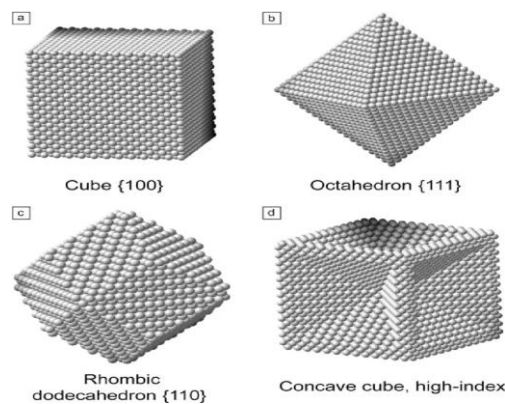 a
Cube {100}
b
Octahedron {111}
c
Rhombic
dodecahedron {110}
d
Concave cube, high-index